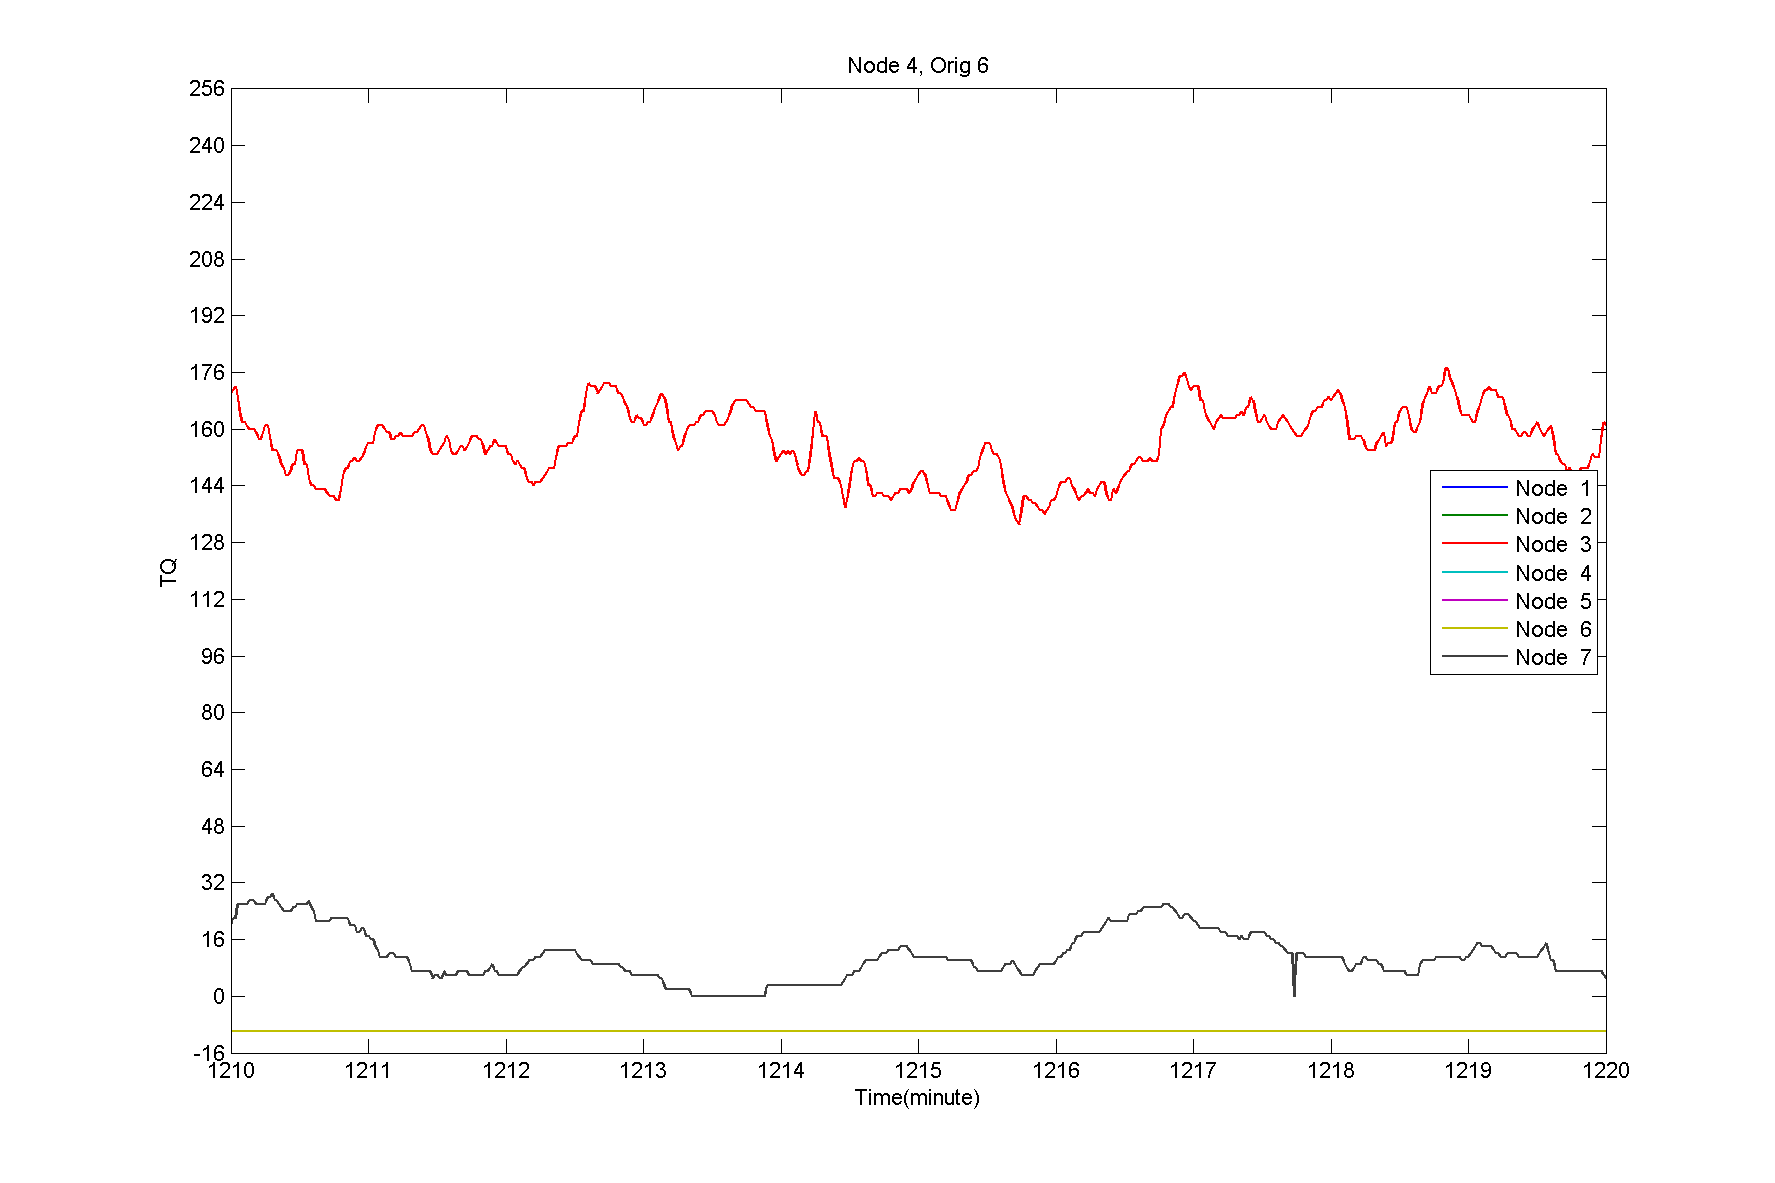 Node 4, Orig 6
256
240
224
208
192
176
160
144
128
112
96
80
64
48
32
16
0
-16
TQ
Node 1
Node 2
Node 3
Node 4
Node 5
Node 6
Node 7
1210 1211 1212 1213 1214 1215 1216 1217 1218 1219 1220
Time(minute)